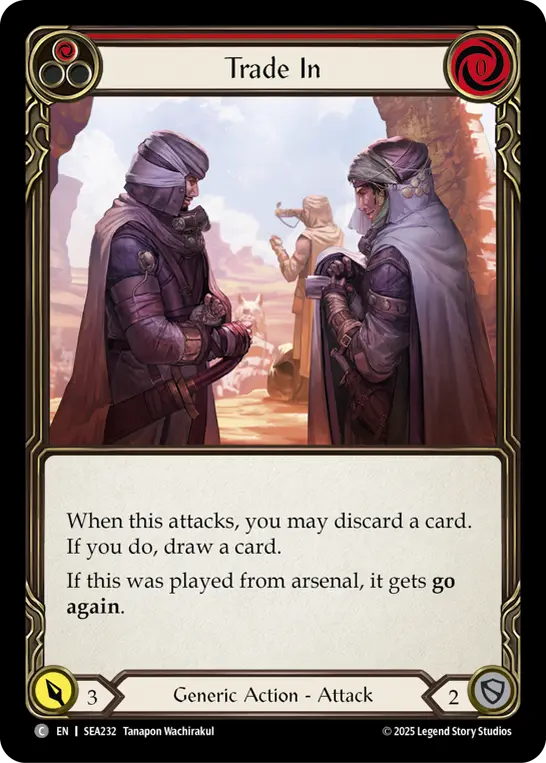 Trade In
0
When this attacks, you may discard a card.
If you do, draw a card.
If this was played from arsenal, it gets go
again.
3
Generic Action - Attack
2
C EN | SEA232 Tanapon Wachirakul
© 2025 Legend Story Studios